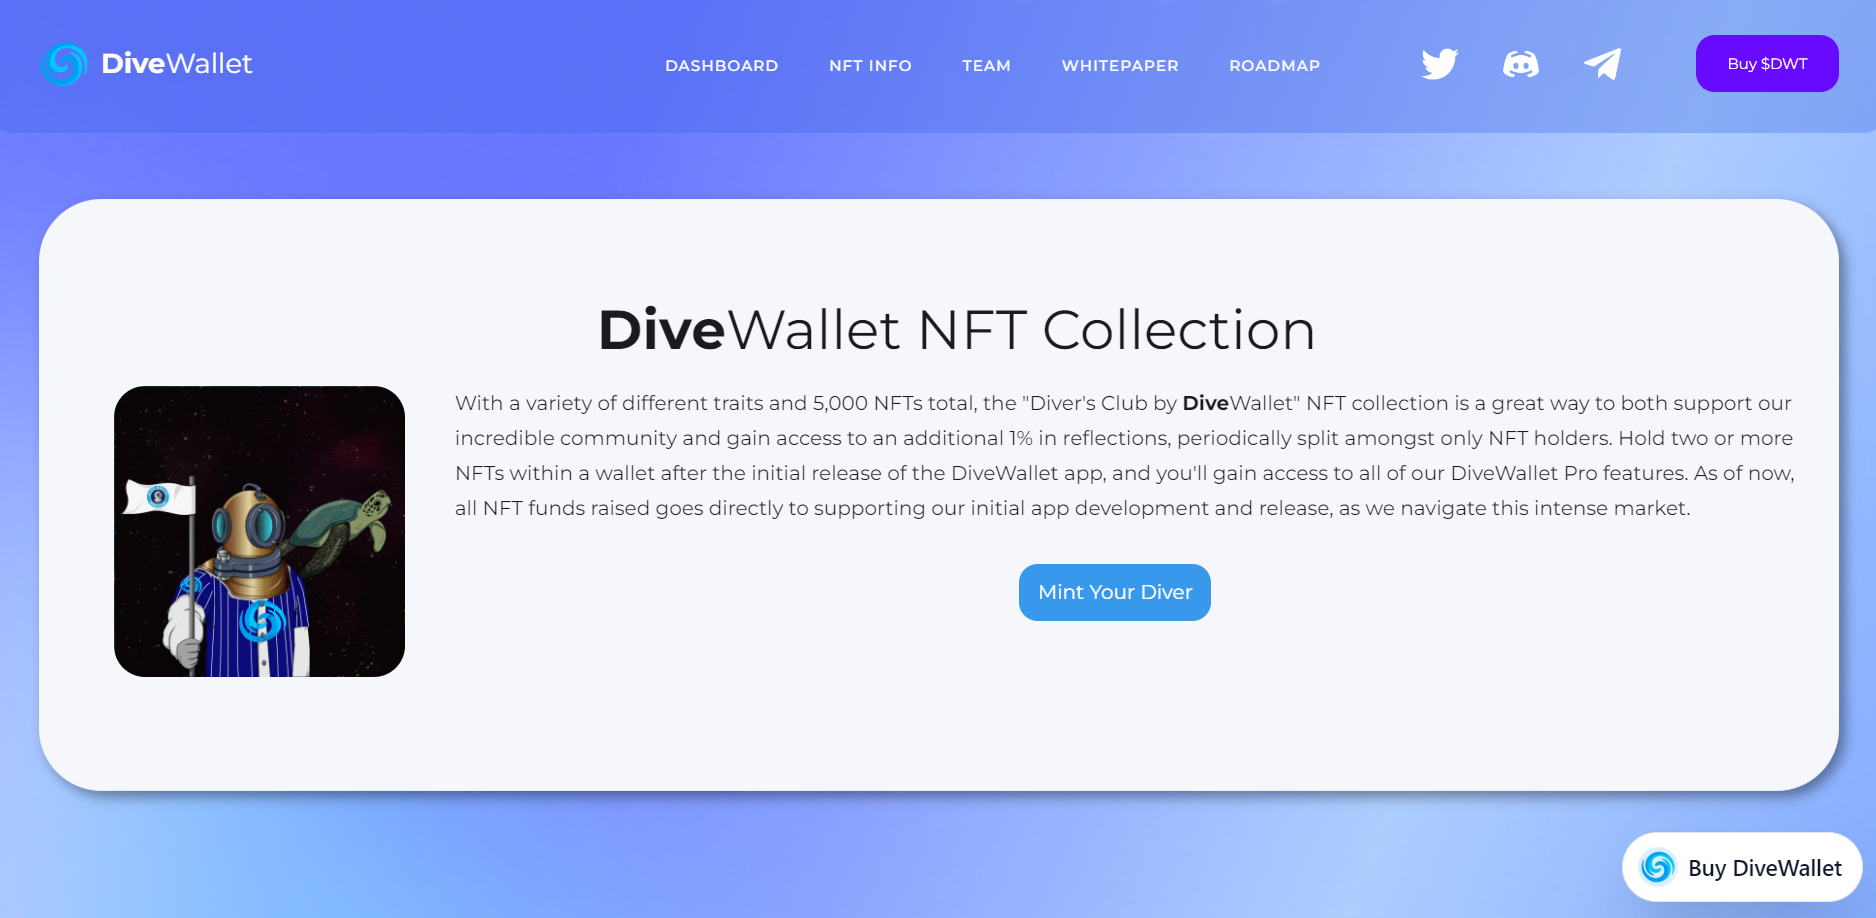 DiveWallet
DASHBOARD
NFT INFO
TEAM
WHITEPAPER
ROADMAP
Buy $DWT
DiveWallet NFT Collection
With a variety of different traits and 5,000 NFTs total, the "Diver's Club by DiveWallet" NFT collection is a great way to both support our
incredible community and gain access to an additional 1% in reflections, periodically split amongst only NFT holders. Hold two or more
NFTs within a wallet after the initial release of the DiveWallet app, and you'll gain access to all of our DiveWallet Pro features. As of now,
all NFT funds raised goes directly to supporting our initial app development and release, as we navigate this intense market.
Mint Your Diver
Buy DiveWallet